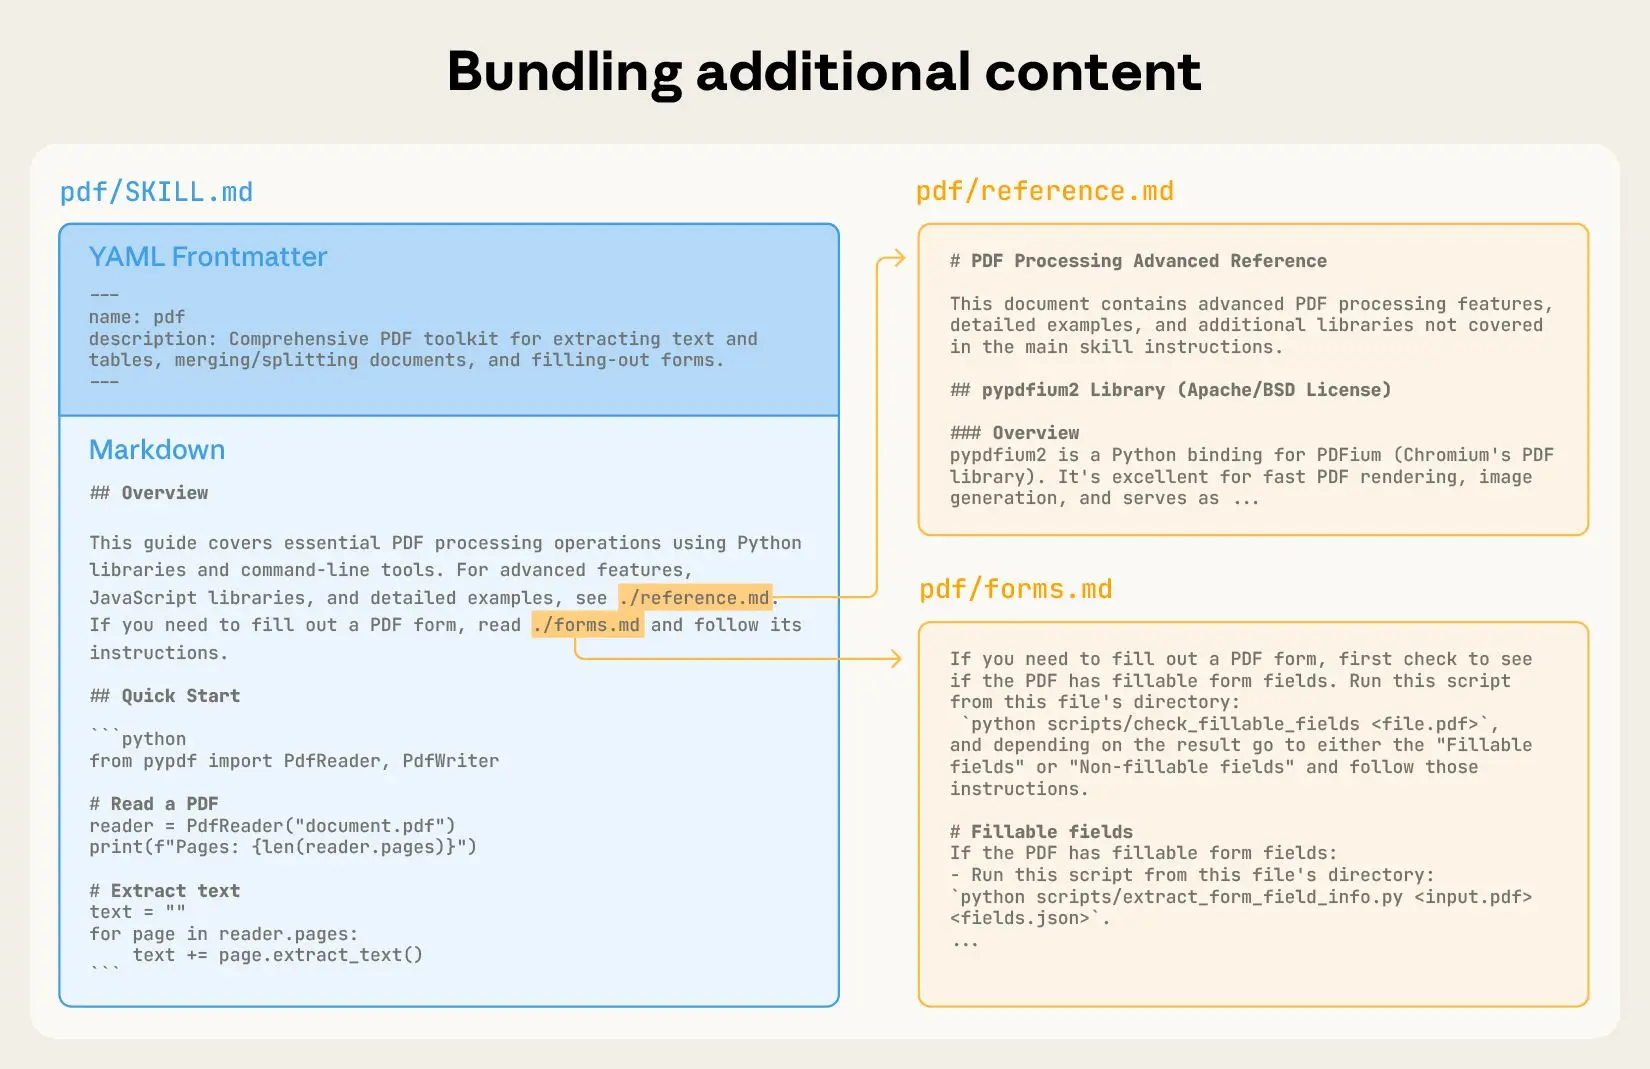 Bundling additional content
pdf/SKILL.md
YAML Frontmatter
---
name: pdf
description: Comprehensive PDF toolkit for extracting text and
tables, merging/splitting documents, and filling-out forms.
---
Markdown
## Overview
This guide covers essential PDF processing operations using Python
libraries and command-line tools. For advanced features,
JavaScript libraries, and detailed examples, see ./reference.md.
If you need to fill out a PDF form, read ./forms.md and follow its
instructions.
## Quick Start
```python
from pypdf import PdfReader, PdfWriter
# Read a PDF
reader = PdfReader("document.pdf")
print(f"Pages: {len(reader.pages)}")
# Extract text
text = ""
for page in reader.pages:
    text += page.extract_text()
```
pdf/reference.md
# PDF Processing Advanced Reference
This document contains advanced PDF processing features,
detailed examples, and additional libraries not covered
in the main skill instructions.
## pypdfium2 Library (Apache/BSD License)
### Overview
pypdfium2 is a Python binding for PDFium (Chromium's PDF
library). It's excellent for fast PDF rendering, image
generation, and serves as ...
pdf/forms.md
If you need to fill out a PDF form, first check to see
if the PDF has fillable form fields. Run this script
from this file's directory:
 `python scripts/check_fillable_fields <file.pdf>`,
and depending on the result go to either the "Fillable
fields" or "Non-fillable fields" and follow those
instructions.
# Fillable fields
If the PDF has fillable form fields:
- Run this script from this file's directory:
`python scripts/extract_form_field_info.py <input.pdf>
<fields.json>`.
...